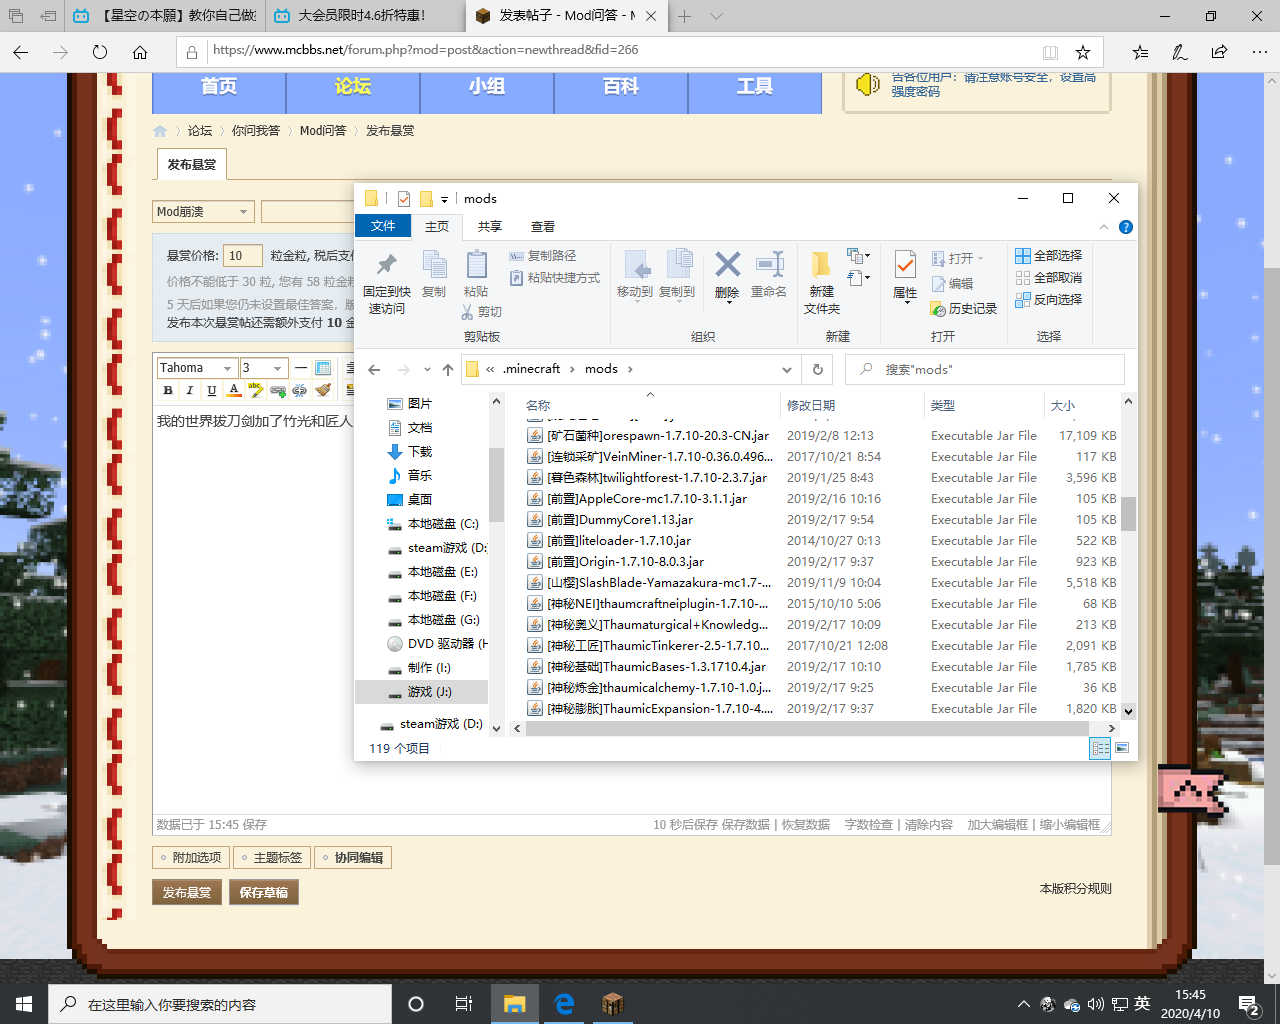 【星空の本願】教你自己做
大会员限时4.6折特惠!
发表帖子 - Mod问答 - M
https://www.mcbbs.net/forum.php?mod=post&action=newthread&fid=266
首页
论坛
小组
百科
工具
告各位用户：请注意账号安全，设置高
强度密码
论坛
你问我答
Mod问答
发布悬赏
发布悬赏
Mod崩溃
悬赏价格:
10
粒金粒, 税后支付
价格不能低于 30 粒, 您有 58 粒金粒
5 天后如果您仍未设置最佳答案，版
发布本次悬赏帖还需额外支付 10 金
Tahoma
3
B
I
U
A
我的世界拔刀剑加了竹光和匠人
mods
文件
主页
共享
查看
固定到快
速访问
复制
粘贴
复制路径
粘贴快捷方式
剪切
剪贴板
移动到
复制到
删除
重命名
组织
新建
文件夹
新建
属性
打开
编辑
历史记录
打开
全部选择
全部取消
反向选择
选择
.minecraft
mods
搜索"mods"
图片
文档
下载
音乐
桌面
本地磁盘 (C:)
steam游戏 (D:)
本地磁盘 (E:)
本地磁盘 (F:)
本地磁盘 (G:)
DVD 驱动器 (H
制作 (I:)
游戏 (J:)
steam游戏 (D:)
名称
修改日期
类型
大小
[矿石菌种]orespawn-1.7.10-20.3-CN.jar 2019/2/8 12:13 Executable Jar File 17,109 KB
[连锁采矿]VeinMiner-1.7.10-0.36.0.496... 2017/10/21 8:54 Executable Jar File 117 KB
[暮色森林]twilightforest-1.7.10-2.3.7.jar 2019/1/25 8:43 Executable Jar File 3,596 KB
[前置]AppleCore-mc1.7.10-3.1.1.jar 2019/2/16 10:16 Executable Jar File 105 KB
[前置]DummyCore1.13.jar 2019/2/17 9:54 Executable Jar File 105 KB
[前置]liteloader-1.7.10.jar 2014/10/27 0:13 Executable Jar File 522 KB
[前置]Origin-1.7.10-8.0.3.jar 2019/2/17 9:37 Executable Jar File 923 KB
[山樱]SlashBlade-Yamazakura-mc1.7-... 2019/11/9 10:04 Executable Jar File 5,518 KB
[神秘NEI]thaumcraftneiplugin-1.7.10-... 2015/10/10 5:06 Executable Jar File 68 KB
[神秘奥义]Thaumaturgical+Knowledg... 2019/2/17 10:09 Executable Jar File 213 KB
[神秘工匠]ThaumicTinkerer-2.5-1.7.10... 2017/10/21 12:08 Executable Jar File 2,091 KB
[神秘基础]ThaumicBases-1.3.1710.4.jar 2019/2/17 10:10 Executable Jar File 1,785 KB
[神秘炼金]thaumicalchemy-1.7.10-1.0.j... 2019/2/17 9:25 Executable Jar File 36 KB
[神秘膨胀]ThaumicExpansion-1.7.10-4.... 2019/2/17 9:37 Executable Jar File 1,820 KB
119 个项目
数据已于 15:45 保存
10 秒后保存 保存数据 | 恢复数据 字数检查 | 清除内容 加大编辑框 | 缩小编辑框
附加选项
主题标签
协同编辑
发布悬赏
保存草稿
本版积分规则
在这里输入你要搜索的内容
英
15:45
2020/4/10
2